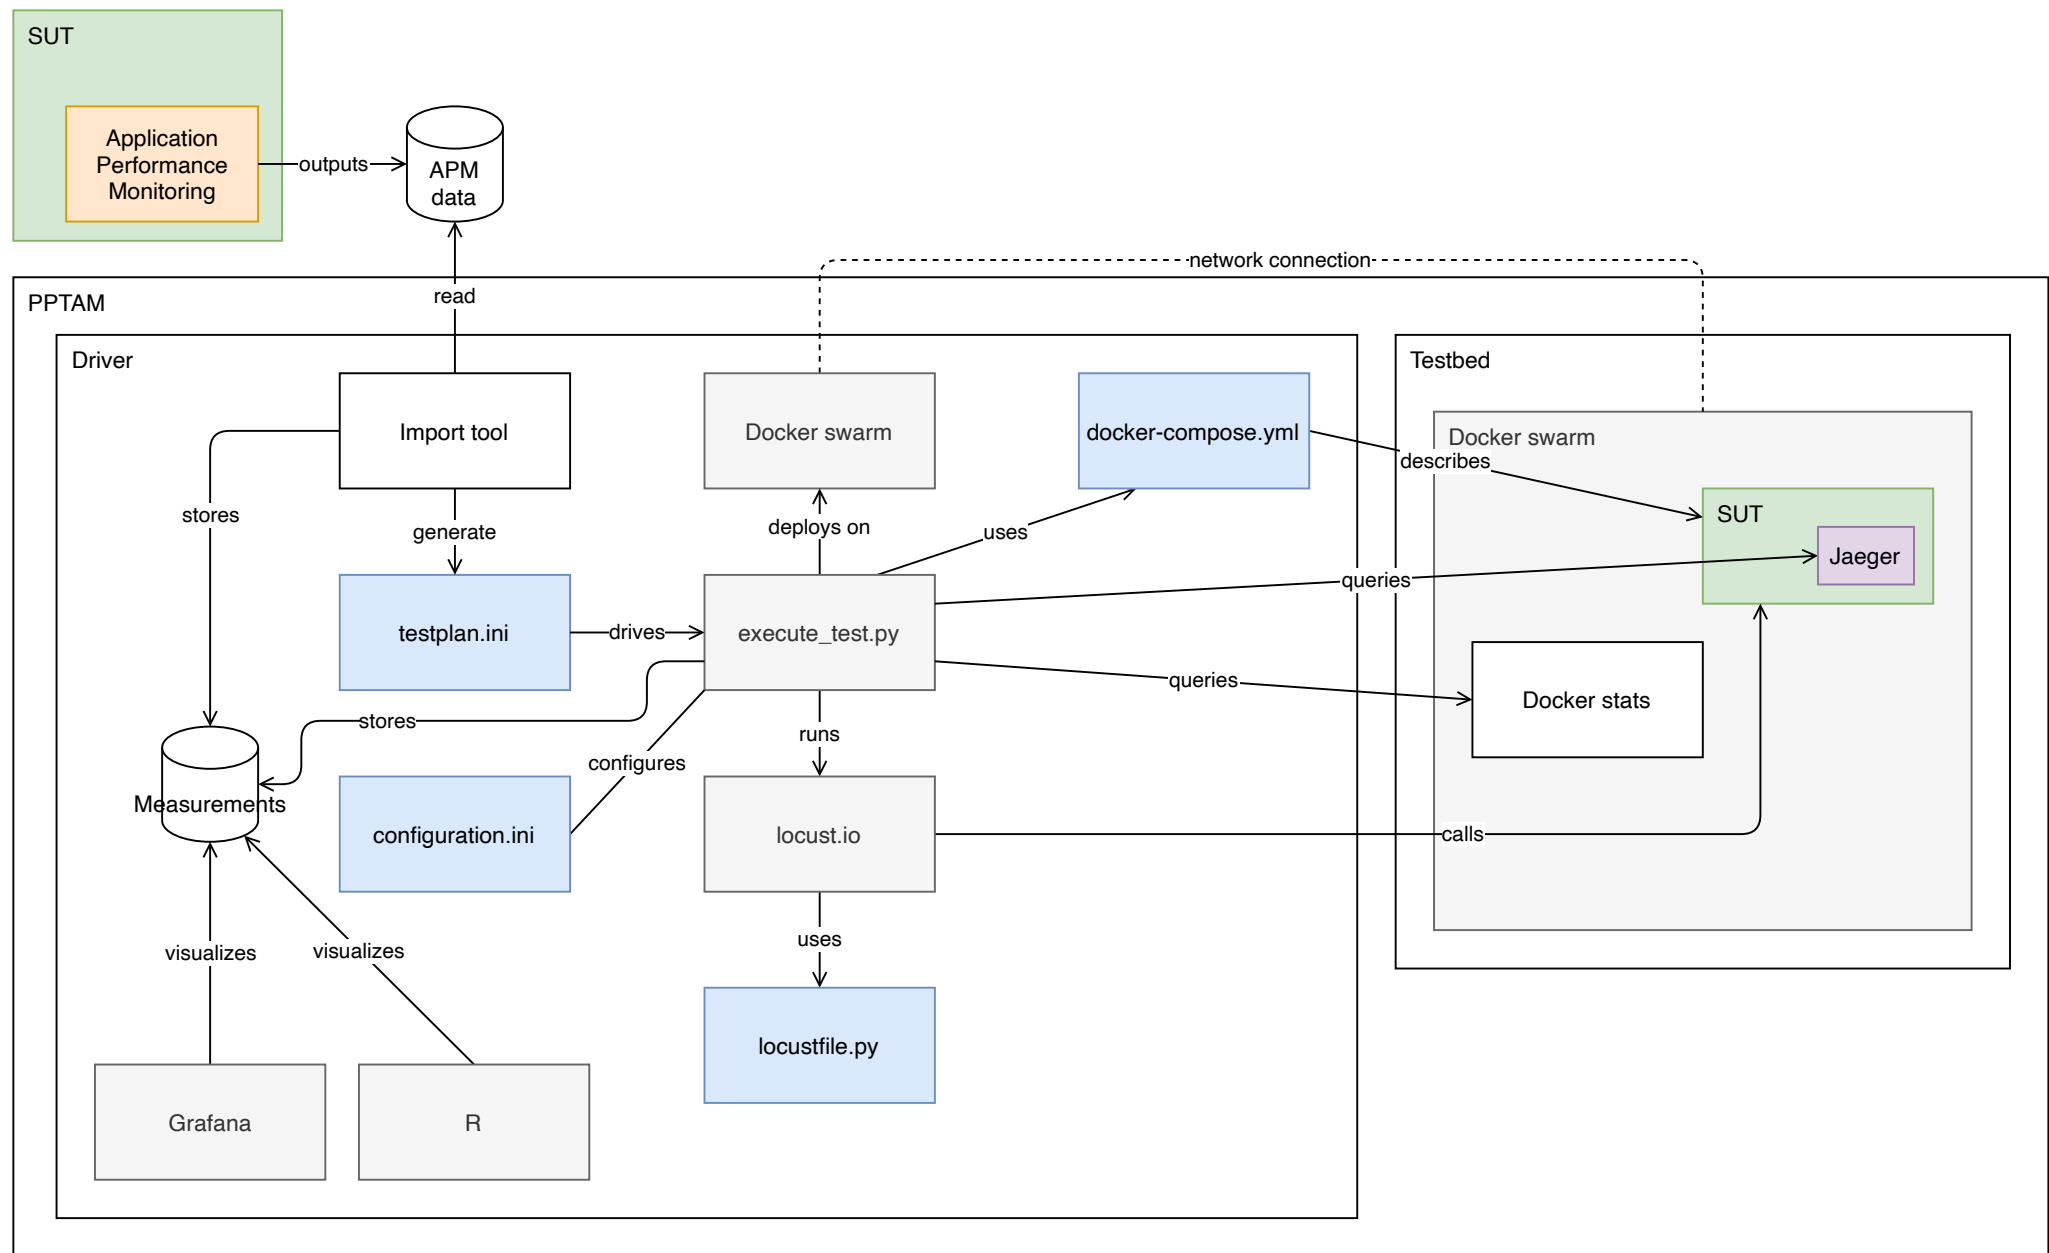 SUT
Application
Performance
Monitoring
outputs
APM
data
network connection
read
PPTAM
Driver
Testbed
Import tool
Docker swarm
docker-compose.yml
Docker swarm
describes
stores
generate
deploys on
uses
SUT
Jaeger
queries
testplan.ini
drives
execute_test.py
queries
Docker stats
stores
runs
configures
Measurements
configuration.ini
locust.io
calls
visualizes
visualizes
uses
locustfile.py
Grafana
R